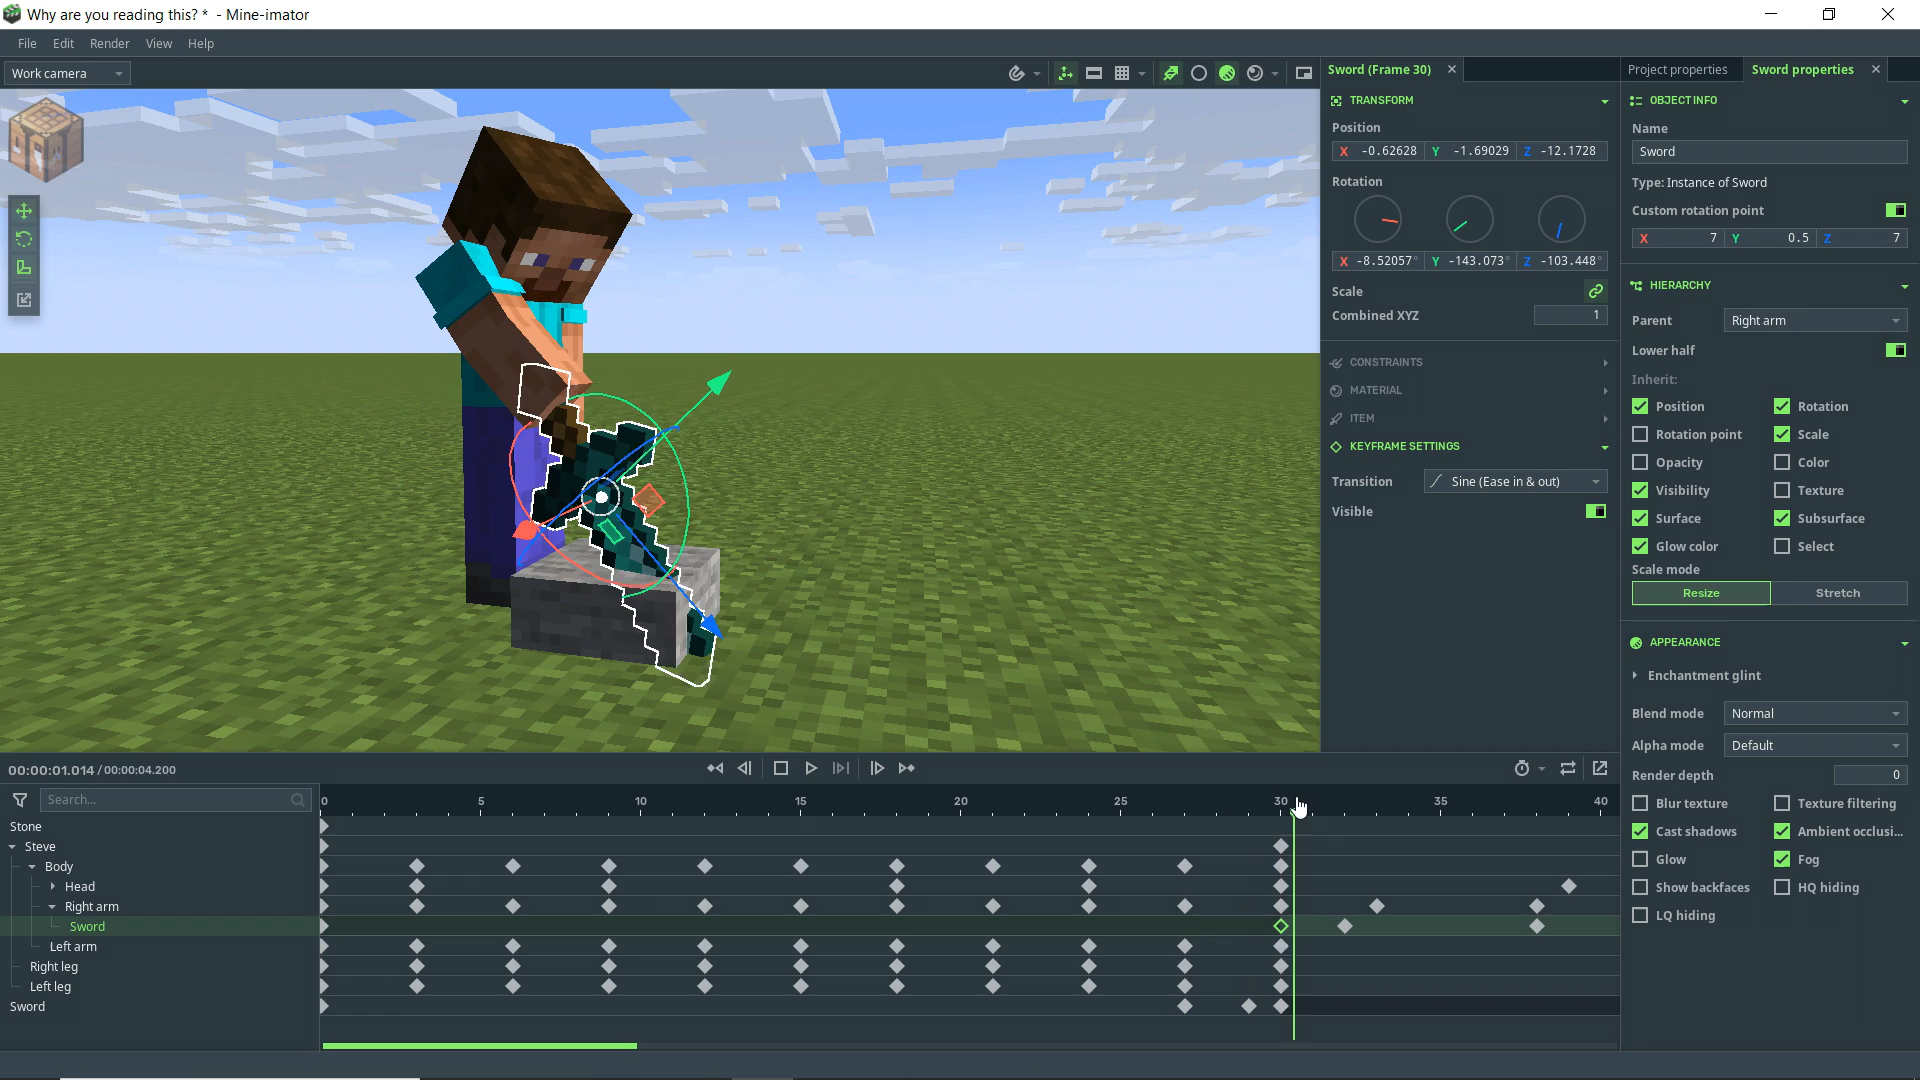 Why are you reading this? * - Mine-imator
File Edit Render View Help
Work camera
Sword (Frame 30)
TRANSFORM
Position
X -0.62628 Y -1.69029 Z -12.1728
Rotation
X -8.52057° Y -143.073° Z -103.448°
Scale
Combined XYZ 1
CONSTRAINTS
MATERIAL
ITEM
KEYFRAME SETTINGS
Transition Sine (Ease in & out)
Visible
Project properties Sword properties
OBJECT INFO
Name
Sword
Type: Instance of Sword
Custom rotation point
X 7 Y 0.5 Z 7
HIERARCHY
Parent Right arm
Lower half
Inherit:
Position Rotation
Rotation point Scale
Opacity Color
Visibility Texture
Surface Subsurface
Glow color Select
Scale mode
Resize Stretch
APPEARANCE
Enchantment glint
Blend mode Normal
Alpha mode Default
Render depth 0
Blur texture Texture filtering
Cast shadows Ambient occlusi...
Glow Fog
Show backfaces HQ hiding
LQ hiding
00:00:01.014 / 00:00:04.200
Search...
0 5 10 15 20 25 30 35 40
Stone
Steve
Body
Head
Right arm
Sword
Left arm
Right leg
Left leg
Sword